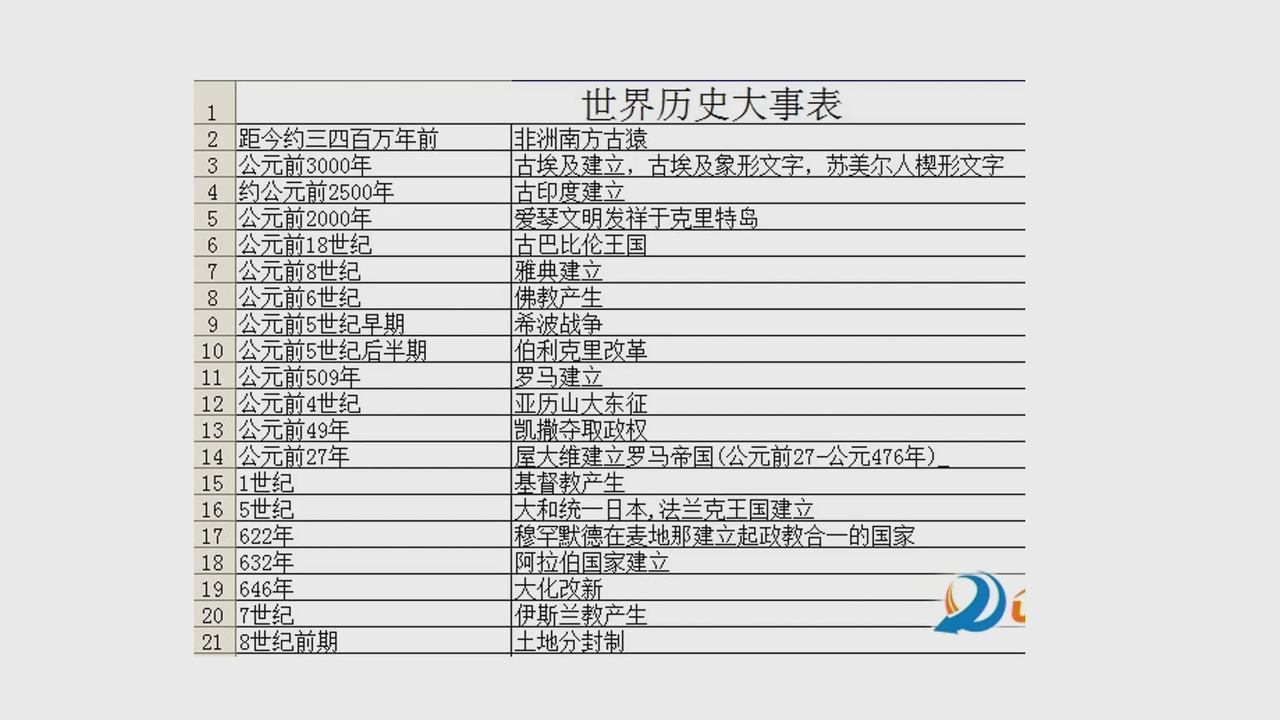 1 世界历史大事表
2 距今约三四百万年前 非洲南方古猿
3 公元前3000年 古埃及建立，古埃及象形文字，苏美尔人楔形文字
4 约公元前2500年 古印度建立
5 公元前2000年 爱琴文明发祥于克里特岛
6 公元前18世纪 古巴比伦王国
7 公元前8世纪 雅典建立
8 公元前6世纪 佛教产生
9 公元前5世纪早期 希波战争
10 公元前5世纪后半期 伯利克里改革
11 公元前509年 罗马建立
12 公元前4世纪 亚历山大东征
13 公元前49年 凯撒夺取政权
14 公元前27年 屋大维建立罗马帝国(公元前27-公元476年)_
15 1世纪 基督教产生
16 5世纪 大和统一日本,法兰克王国建立
17 622年 穆罕默德在麦地那建立起政教合一的国家
18 632年 阿拉伯国家建立
19 646年 大化改新
20 7世纪 伊斯兰教产生
21 8世纪前期 土地分封制